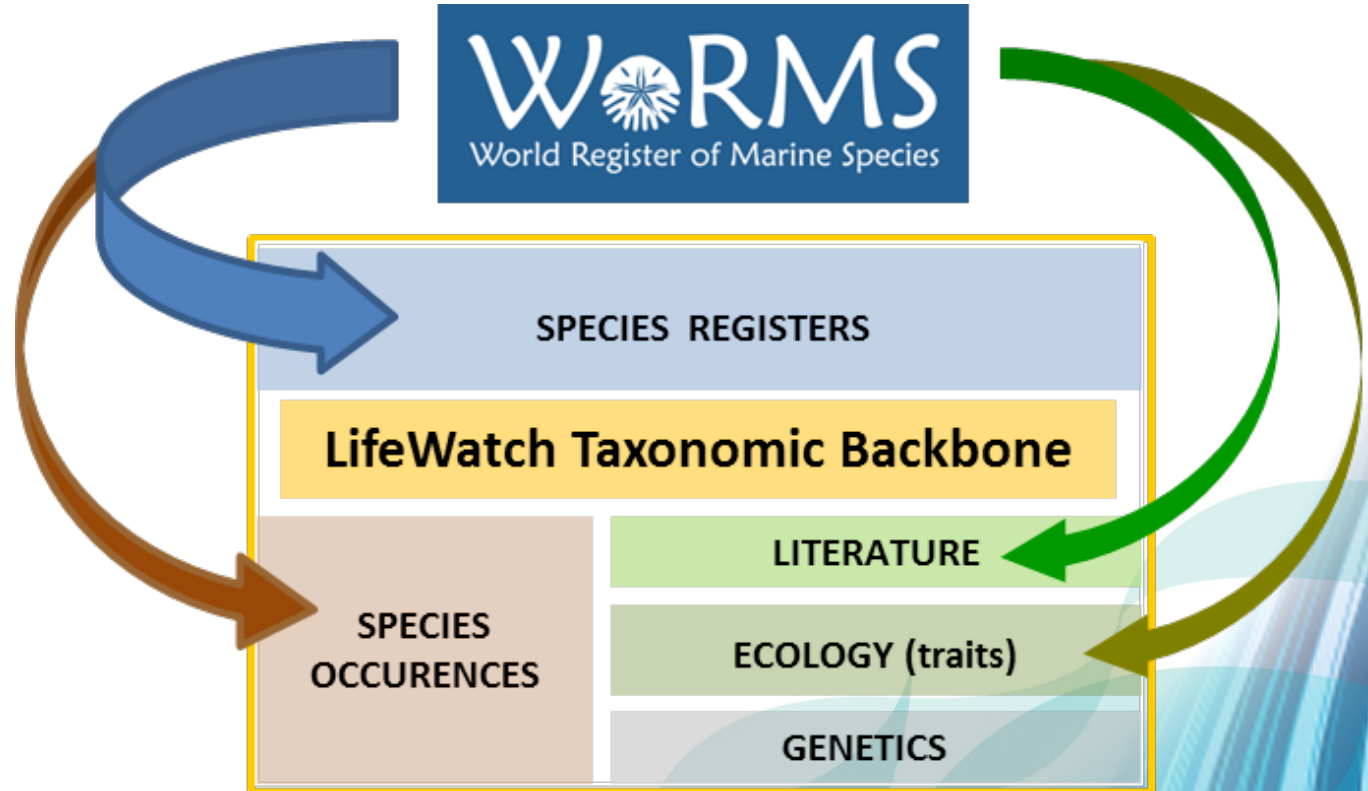 WoRMS
World Register of Marine Species
SPECIES REGISTERS
LifeWatch Taxonomic Backbone
SPECIES
OCCURENCES
LITERATURE
ECOLOGY (traits)
GENETICS